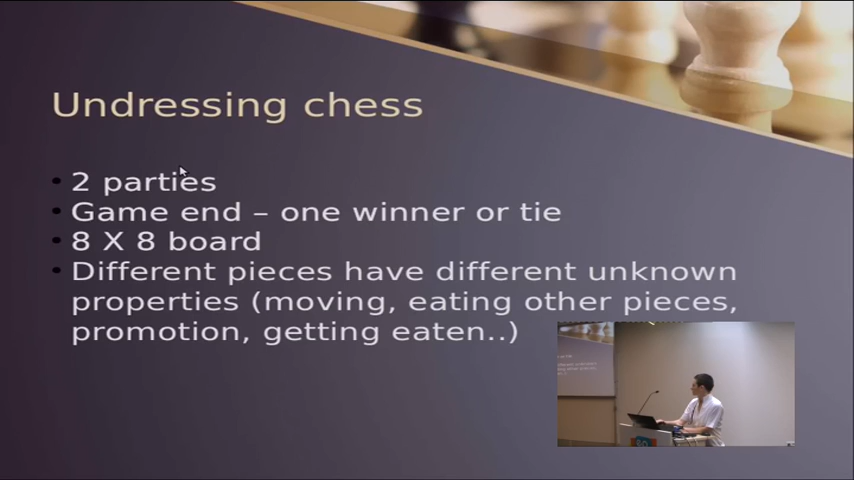 Undressing chess
• 2 parties
• Game end – one winner or tie
• 8 X 8 board
• Different pieces have different unknown
properties (moving, eating other pieces,
promotion, getting eaten..)